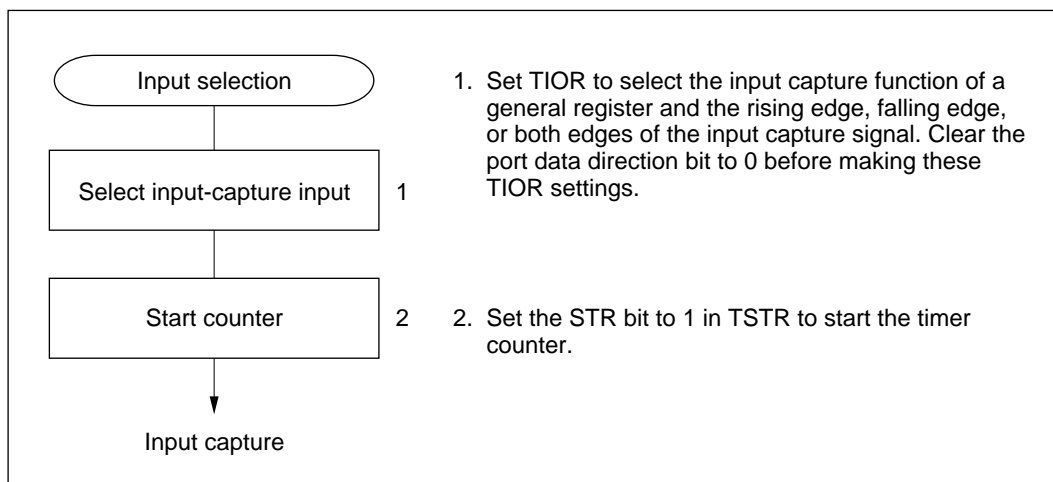 Input selection
Select input-capture input
1
Start counter
2
Input capture
1. Set TIOR to select the input capture function of a
general register and the rising edge, falling edge,
or both edges of the input capture signal. Clear the
port data direction bit to 0 before making these
TIOR settings.
2. Set the STR bit to 1 in TSTR to start the timer
counter.